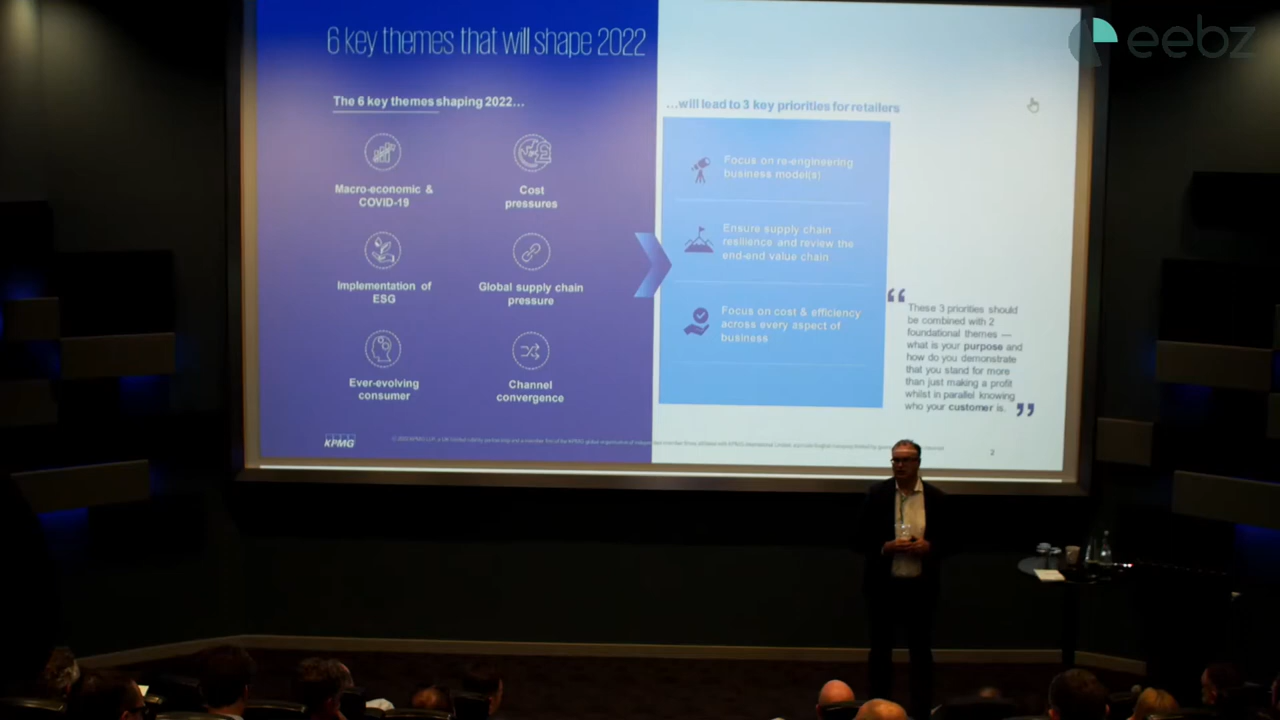 eebz
6 key themes that will shape 2022
The 6 key themes shaping 2022...
Macro-economic &
COVID-19
Cost
pressures
Implementation of
ESG
Global supply chain
pressure
Ever-evolving
consumer
Channel
convergence
...will lead to 3 key priorities for retailers
Focus on re-engineering
business model(s)
Ensure supply chain
resilience and review the
end-end value chain
Focus on cost & efficiency
across every aspect of
business
“These 3 priorities should
be combined with 2
foundational themes —
what is your purpose and
how do you demonstrate
that you stand for more
than just making a profit
whilst in parallel knowing
who your customer is.”
KPMG
2